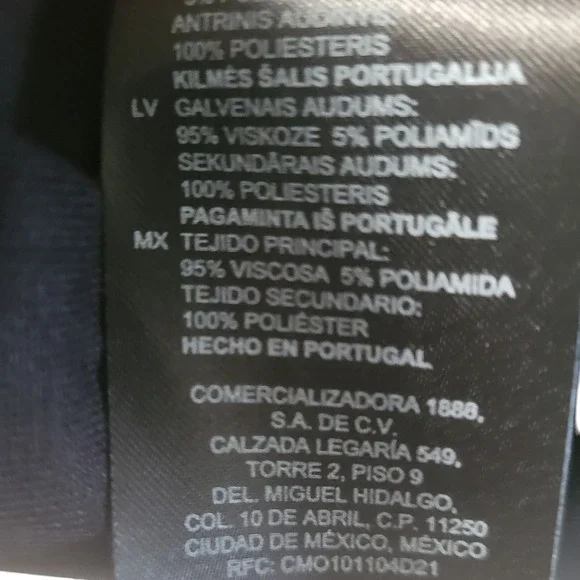 ANTRINIS AUDINYS:
100% POLIESTERIS
KILMĖS ŠALIS PORTUGALIJA
LV GALVENAIS AUDUMS:
95% VISKOZE 5% POLIAMĪDS
SEKUNDĀRAIS AUDUMS:
100% POLIESTERIS
PAGAMINTA IŠ PORTUGĀLE
MX TEJIDO PRINCIPAL:
95% VISCOSA 5% POLIAMIDA
TEJIDO SECUNDARIO:
100% POLIÉSTER
HECHO EN PORTUGAL
COMERCIALIZADORA 1888,
S.A. DE C.V.
CALZADA LEGARÍA 549,
TORRE 2, PISO 9
DEL. MIGUEL HIDALGO,
COL. 10 DE ABRIL, C.P. 11250
CIUDAD DE MÉXICO, MÉXICO
RFC: CMO101104D21